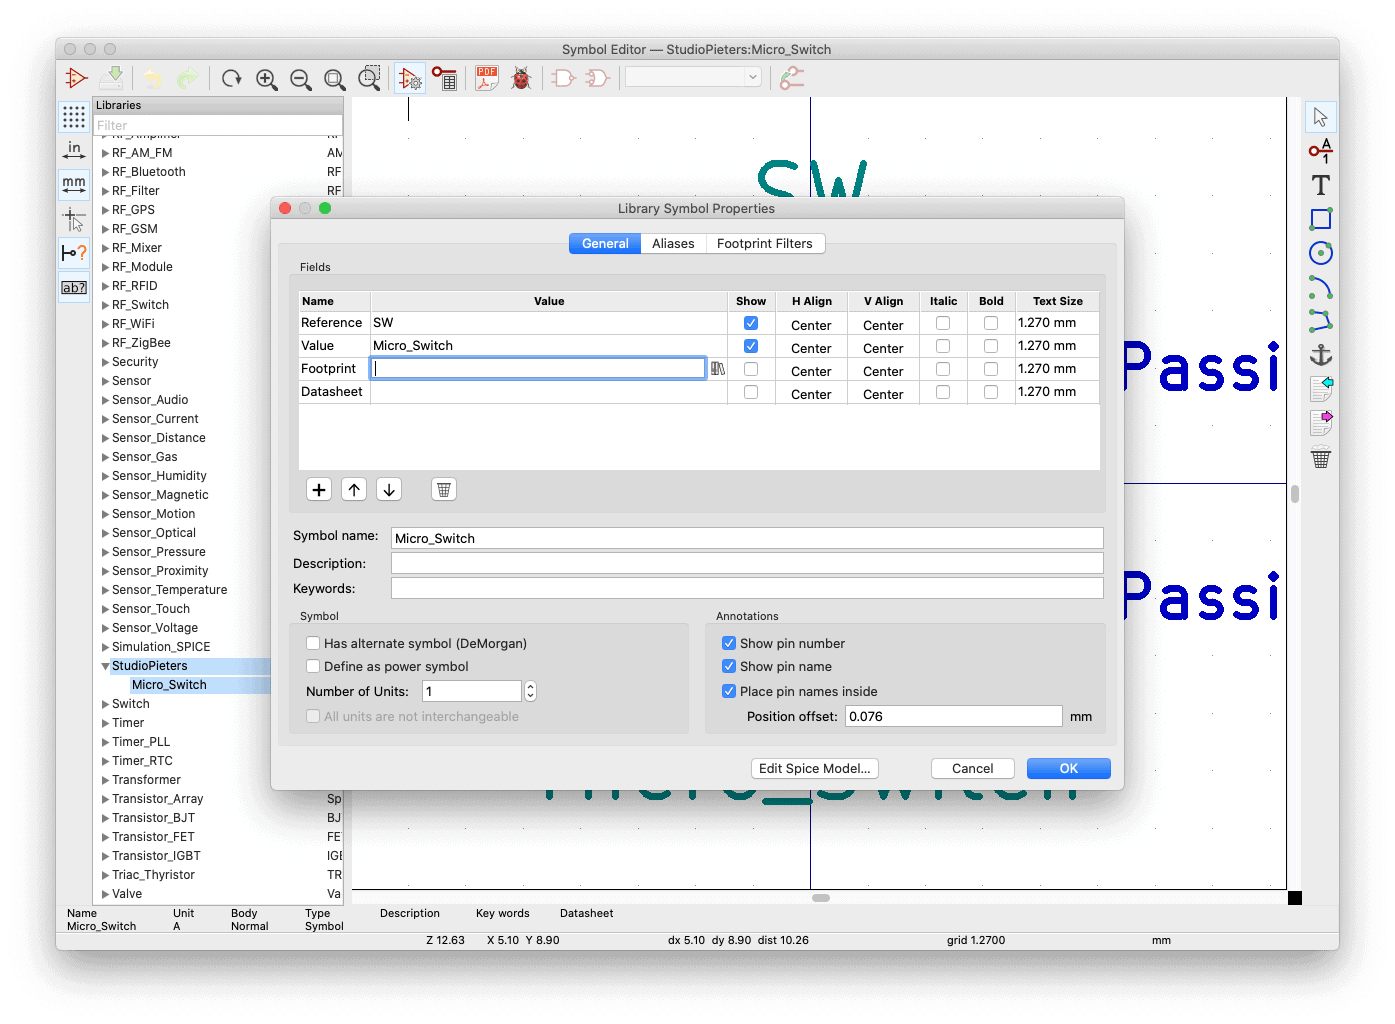 Symbol Editor — StudioPieters:Micro_Switch
PDF
Libraries
Filter
RF_Amplifier RF
RF_AM_FM AM
RF_Bluetooth RF
RF_Filter RF
RF_GPS
RF_GSM
RF_Mixer
RF_Module
RF_RFID
RF_Switch
RF_WiFi
RF_ZigBee
Security
Sensor
Sensor_Audio
Sensor_Current
Sensor_Distance
Sensor_Gas
Sensor_Humidity
Sensor_Magnetic
Sensor_Motion
Sensor_Optical
Sensor_Pressure
Sensor_Proximity
Sensor_Temperature
Sensor_Touch
Sensor_Voltage
Simulation_SPICE
StudioPieters
Micro_Switch
Switch
Timer
Timer_PLL
Timer_RTC
Transformer
Transistor_Array Sp
Transistor_BJT BJ
Transistor_FET FE
Transistor_IGBT IGE
Triac_Thyristor TR
Valve Va
in
mm
ab?
SW
Passi
Passi
Micro_Switch
A
1
T
Library Symbol Properties
General Aliases Footprint Filters
Fields
Name Value Show H Align V Align Italic Bold Text Size
Reference SW Center Center 1.270 mm
Value Micro_Switch Center Center 1.270 mm
Footprint Center Center 1.270 mm
Datasheet Center Center 1.270 mm
Symbol name: Micro_Switch
Description:
Keywords:
Symbol
Has alternate symbol (DeMorgan)
Define as power symbol
Number of Units: 1
All units are not interchangeable
Annotations
Show pin number
Show pin name
Place pin names inside
Position offset: 0.076 mm
Edit Spice Model... Cancel OK
Name Unit Body Type Description Key words Datasheet
Micro_Switch A Normal Symbol
Z 12.63 X 5.10 Y 8.90 dx 5.10 dy 8.90 dist 10.26 grid 1.2700 mm